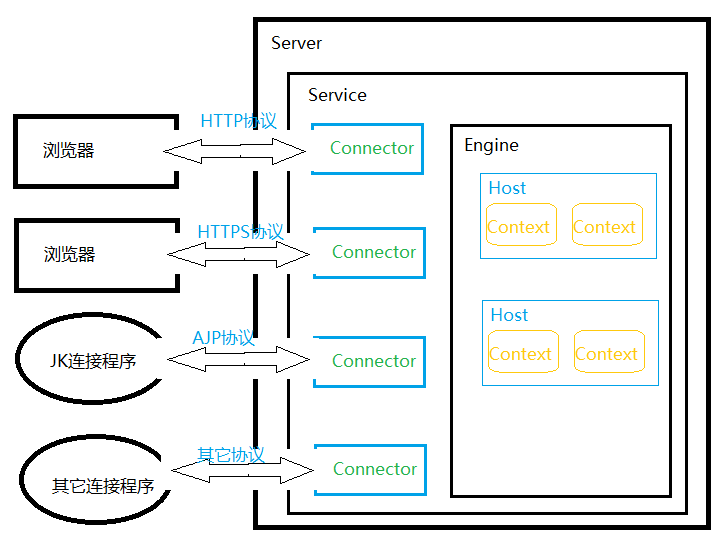 Server
Service
HTTP协议
浏览器
Connector
Engine
Host
Context
Context
HTTPS协议
浏览器
Connector
Host
AJP协议
JK连接程序
Connector
Context
Context
其它协议
其它连接程序
Connector